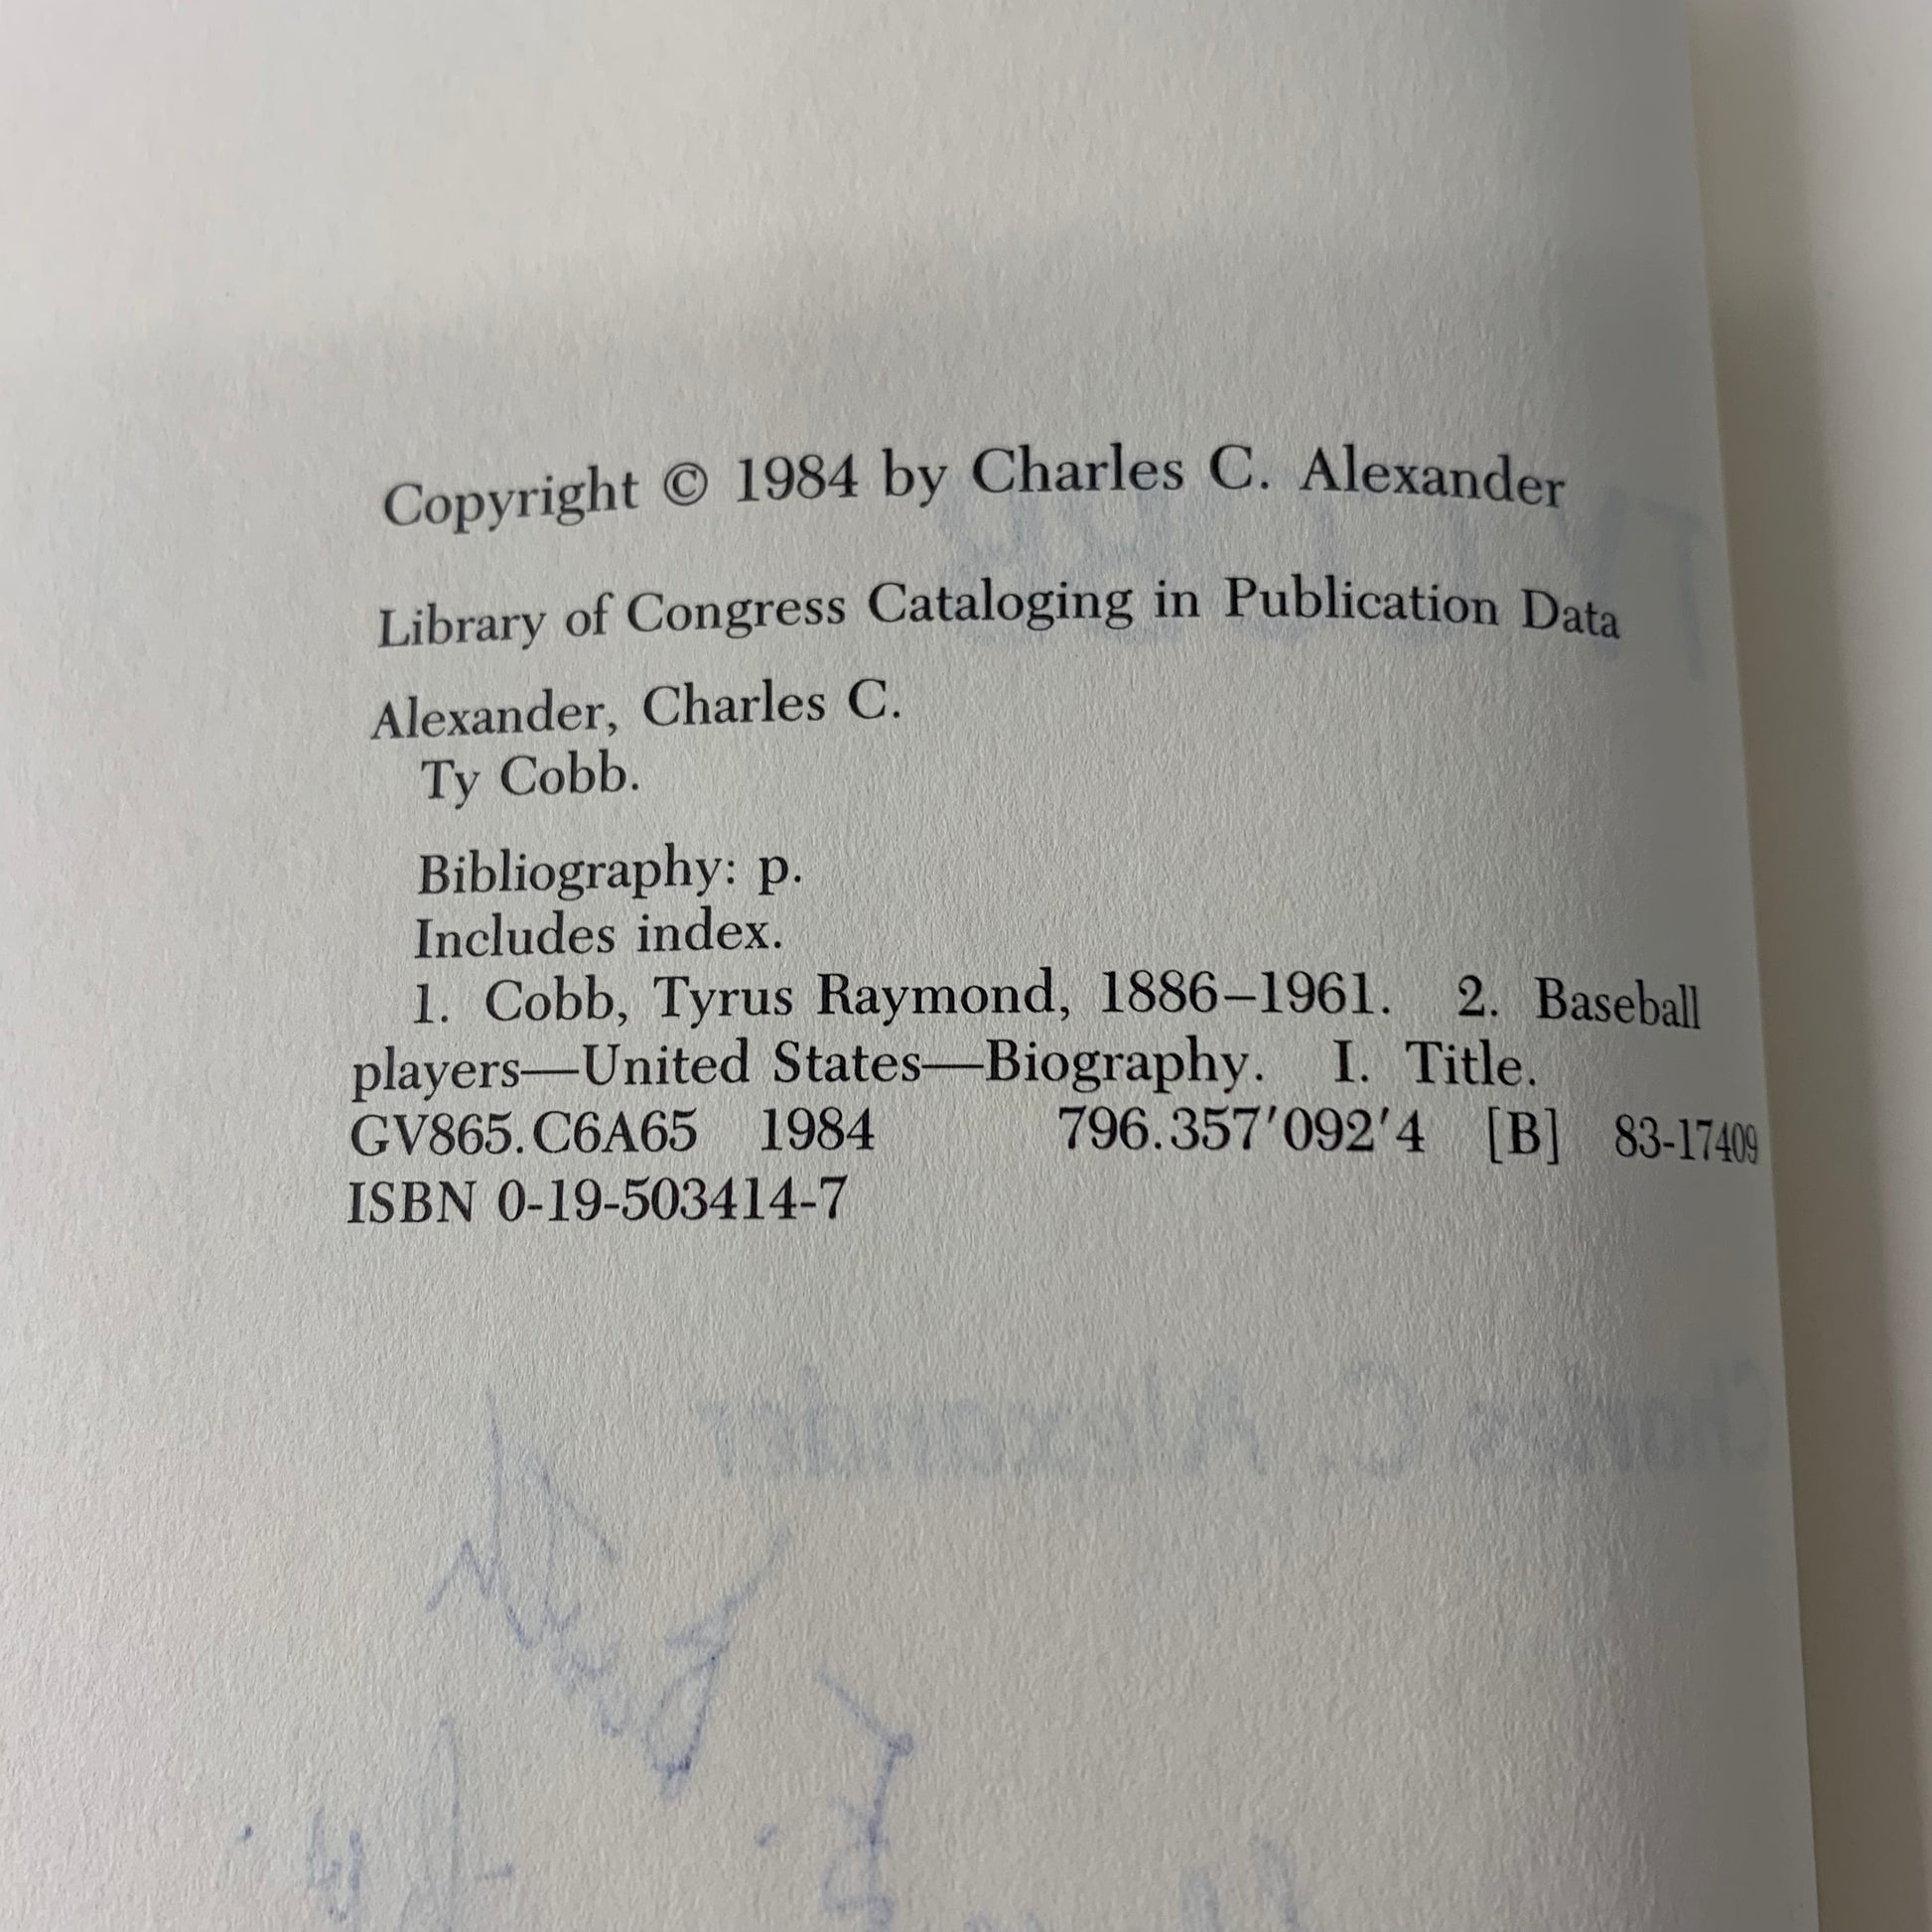 Copyright © 1984 by Charles C. Alexander
Library of Congress Cataloging in Publication Data
Alexander, Charles C.
Ty Cobb.
Bibliography: p.
Includes index.
1. Cobb, Tyrus Raymond, 1886–1961. 2. Baseball
players—United States—Biography. I. Title.
GV865.C6A65 1984 796.357′092′4 [B] 83-17409
ISBN 0-19-503414-7
Charles C. Alexander